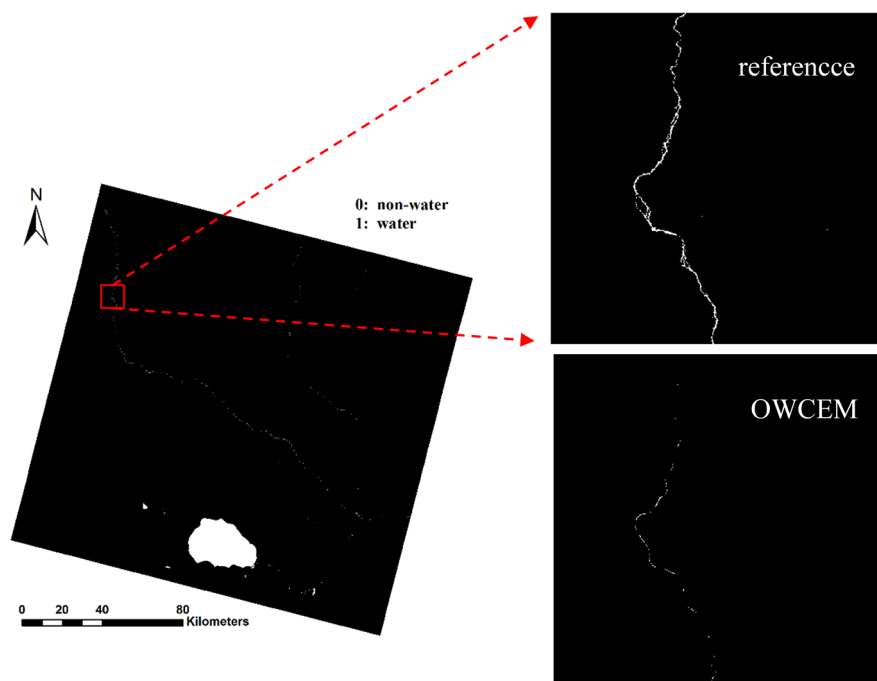 referencce
N
0: non-water
1: water
OWCEM
0 20 40 80
Kilometers